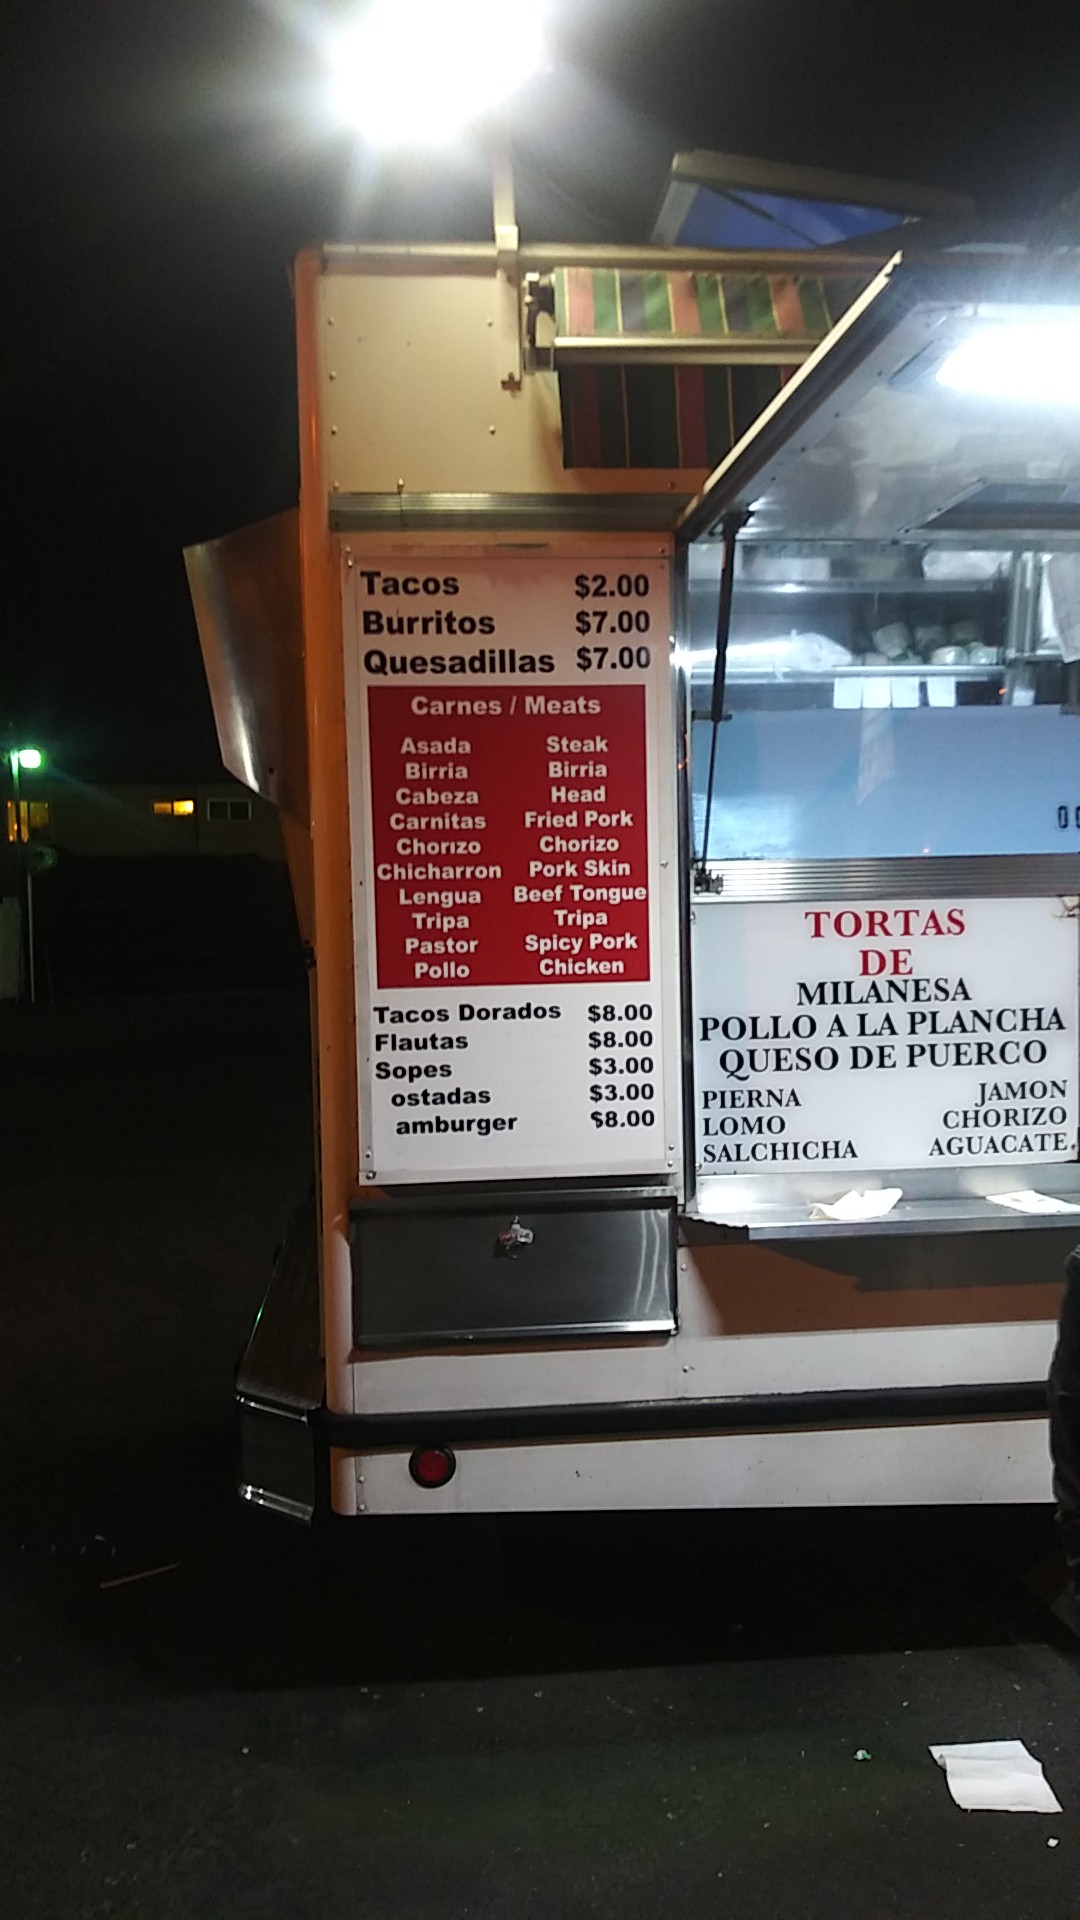 Tacos $2.00
Burritos $7.00
Quesadillas $7.00
Carnes / Meats
Asada Steak
Birria Birria
Cabeza Head
Carnitas Fried Pork
Chorizo Chorizo
Chicharron Pork Skin
Lengua Beef Tongue
Tripa Tripa
Pastor Spicy Pork
Pollo Chicken
Tacos Dorados $8.00
Flautas $8.00
Sopes $3.00
ostadas $3.00
amburger $8.00
TORTAS
DE
MILANESA
POLLO A LA PLANCHA
QUESO DE PUERCO
PIERNA JAMON
LOMO CHORIZO
SALCHICHA AGUACATE.